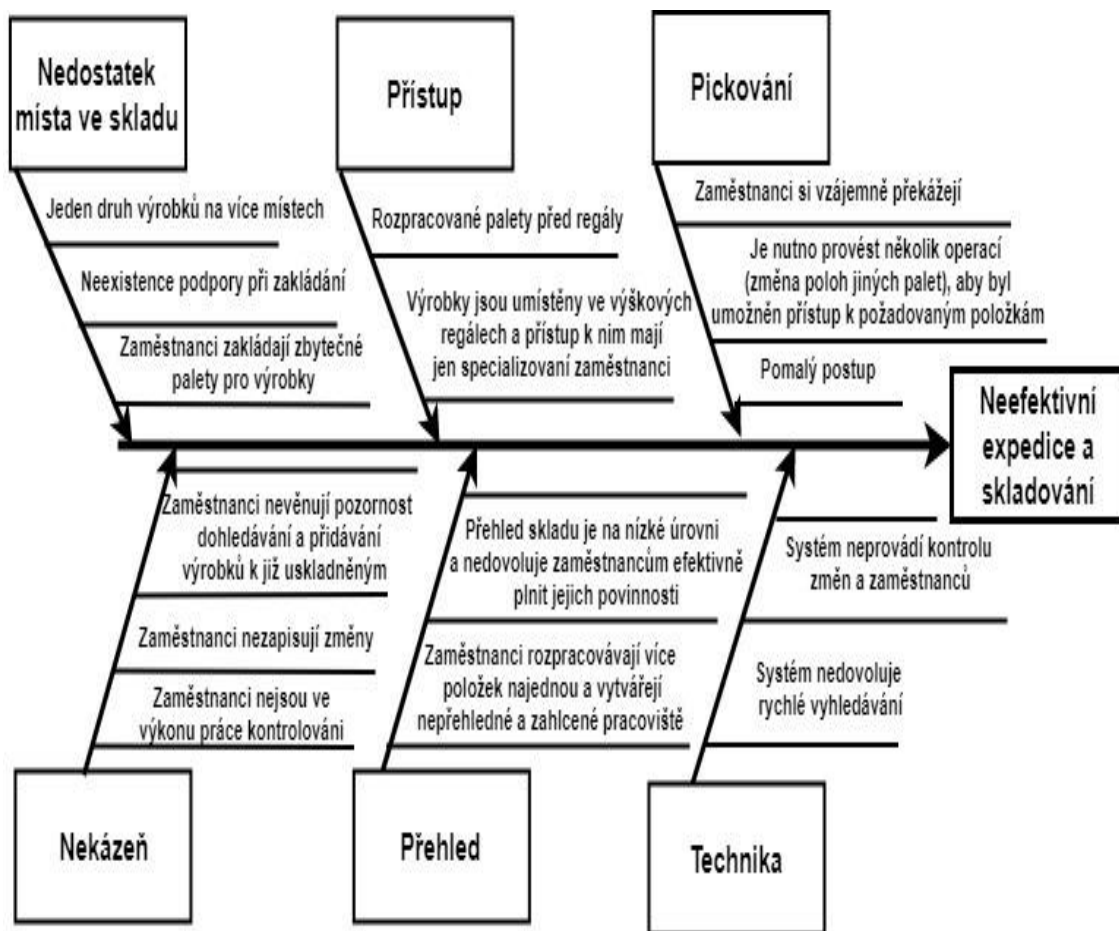 Nedostatek
místa ve skladu
Přístup
Pickování
Jeden druh výrobků na více místech
Neexistence podpory při zakládání
Zaměstnanci zakládají zbytečné
palety pro výrobky
Rozpracované palety před regály
Výrobky jsou umístěny ve výškových
regálech a přístup k nim mají
jen specializovaní zaměstnanci
Zaměstnanci si vzájemně překážejí
Je nutno provést několik operací
(změna poloh jiných palet), aby byl
umožněn přístup k požadovaným položkám
Pomalý postup
Neefektivní
expedice a
skladování
Zaměstnanci nevěnují pozornost
dohledávání a přidávání
výrobků k již uskladněným
Zaměstnanci nezapisují změny
Zaměstnanci nejsou ve
výkonu práce kontrolováni
Přehled skladu je na nízké úrovni
a nedovoluje zaměstnancům efektivně
plnit jejich povinnosti
Zaměstnanci rozpracovávají více
položek najednou a vytvářejí
nepřehledné a zahlcené pracoviště
Systém neprovádí kontrolu
změn a zaměstnanců
Systém nedovoluje
rychlé vyhledávání
Nekázeň
Přehled
Technika